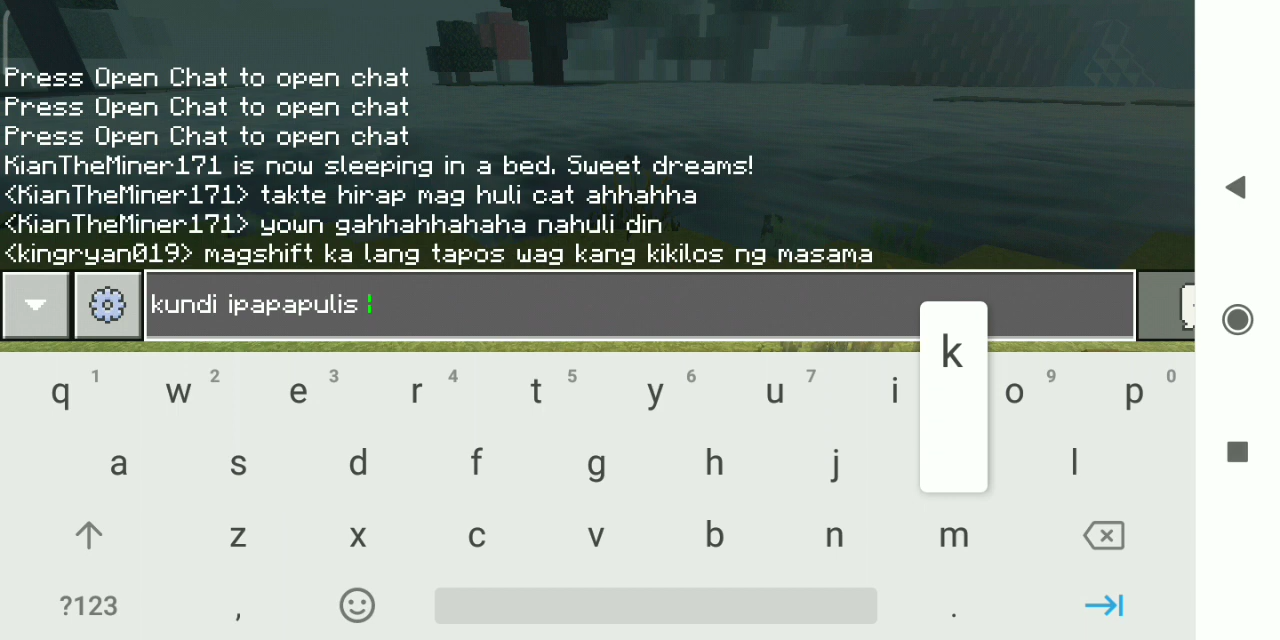 Press Open Chat to open chat
Press Open Chat to open chat
Press Open Chat to open chat
KianTheMiner171 is now sleeping in a bed. Sweet dreams!
<KianTheMiner171> takte hirap mag huli cat ahhahha
<KianTheMiner171> yown gahhahhahaha nahuli din
<kingryan019> magshift ka lang tapos wag kang kikilos ng masama
kundi ipapapulis
k
q 1 w 2 e 3 r 4 t 5 y 6 u 7 i o 9 p 0
a s d f g h j l
z x c v b n m
?123 , .